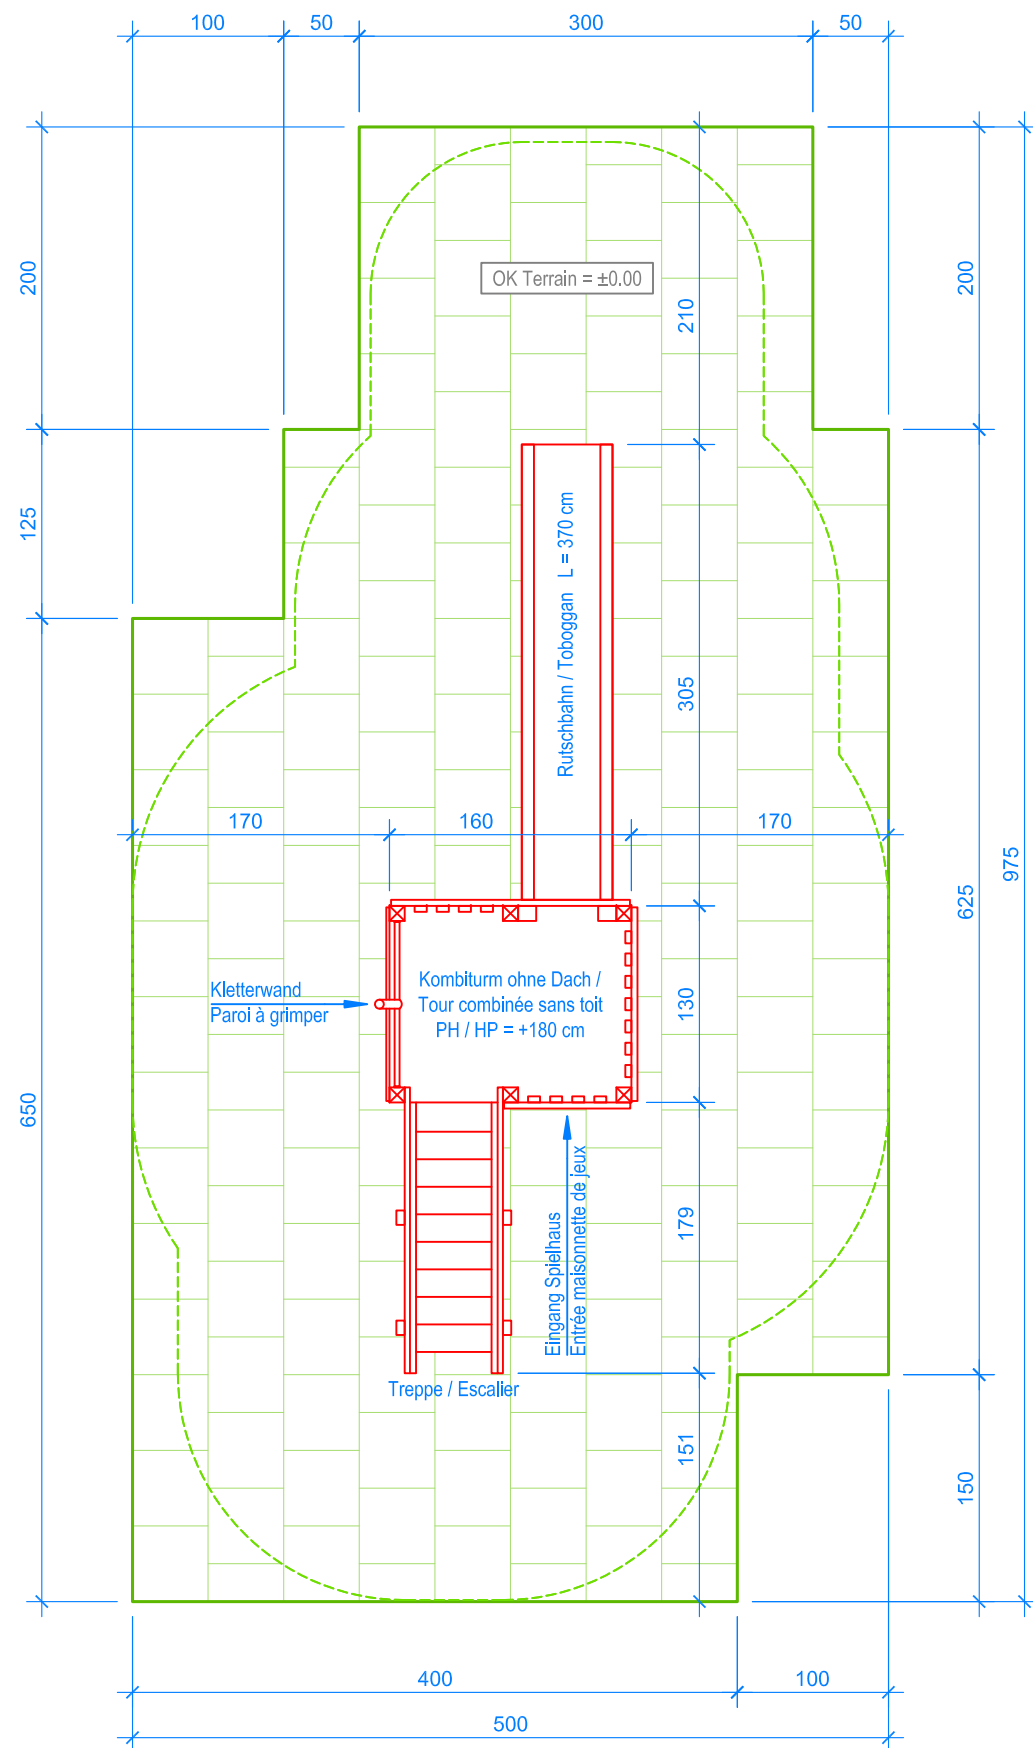 100
50
300
50
200
OK Terrain = ±0.00
210
200
125
Rutschbahn / Toboggan L = 370 cm
305
170
160
170
975
625
Kletterwand
Paroi à grimper
Kombiturm ohne Dach /
Tour combinée sans toit
PH / HP = +180 cm
130
650
Eingang Spielhaus
Entrée maisonnette de jeux
179
Treppe / Escalier
151
150
400
100
500